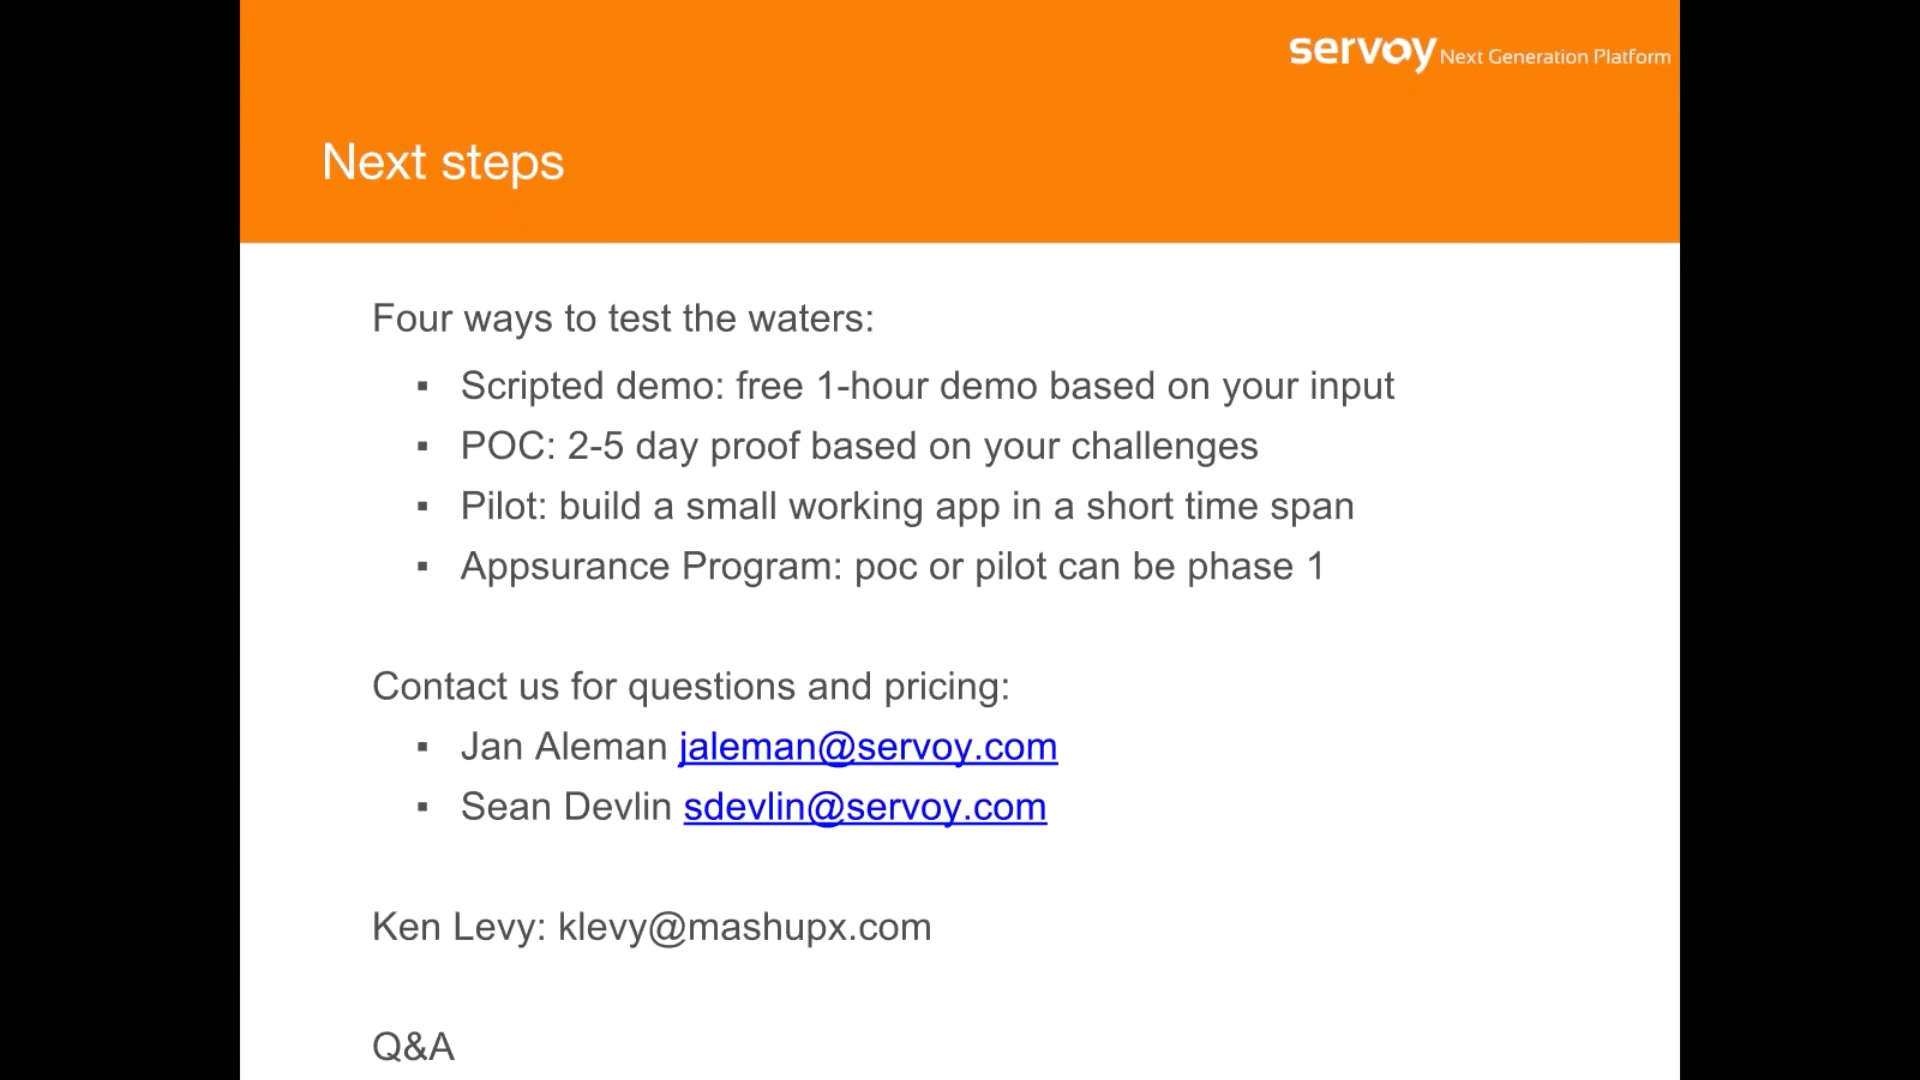 servoy Next Generation Platform
Next steps
Four ways to test the waters:
▪ Scripted demo: free 1-hour demo based on your input
▪ POC: 2-5 day proof based on your challenges
▪ Pilot: build a small working app in a short time span
▪ Appsurance Program: poc or pilot can be phase 1
Contact us for questions and pricing:
▪ Jan Aleman jaleman@servoy.com
▪ Sean Devlin sdevlin@servoy.com
Ken Levy: klevy@mashupx.com
Q&A